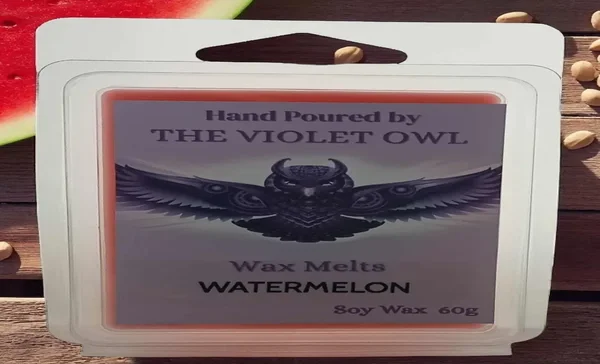 Hand Poured by
THE VIOLET OWL
Wax Melts
WATERMELON
Soy Wax 60g